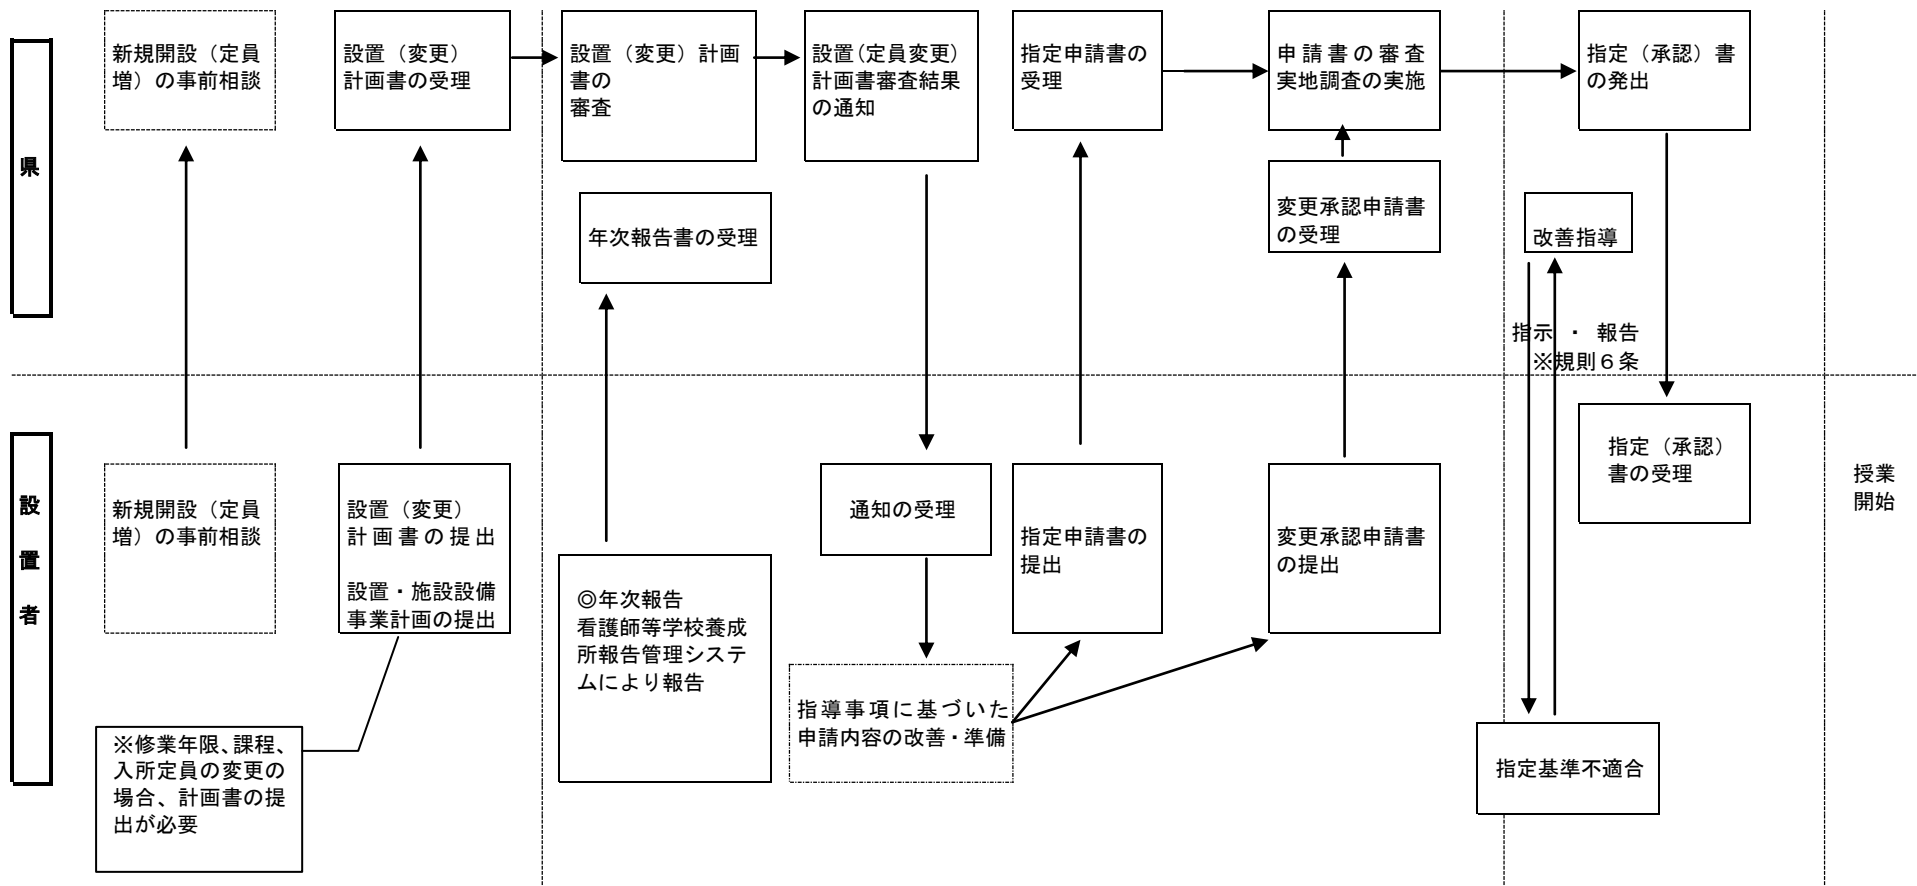 県
新規開設（定員
増）の事前相談
設置（変更）
計画書の受理
設置（変更）計画
書の
審査
設置（定員変更）
計画書審査結果
の通知
指定申請書の
受理
申請書の審査
実地調査の実施
指定（承認）書
の発出
年次報告書の受理
変更承認申請書
の受理
改善指導
指示 ・ 報告
※規則６条
設置者
新規開設（定員
増）の事前相談
設置（変更）
計画書の提出
設置・施設設備
事業計画の提出
※修業年限、課程、
入所定員の変更の
場合、計画書の提
出が必要
◎年次報告
看護師等学校養成
所報告管理システ
ムにより報告
通知の受理
指導事項に基づいた
申請内容の改善・準備
指定申請書の
提出
変更承認申請書
の提出
指定基準不適合
指定（承認）
書の受理
授業
開始